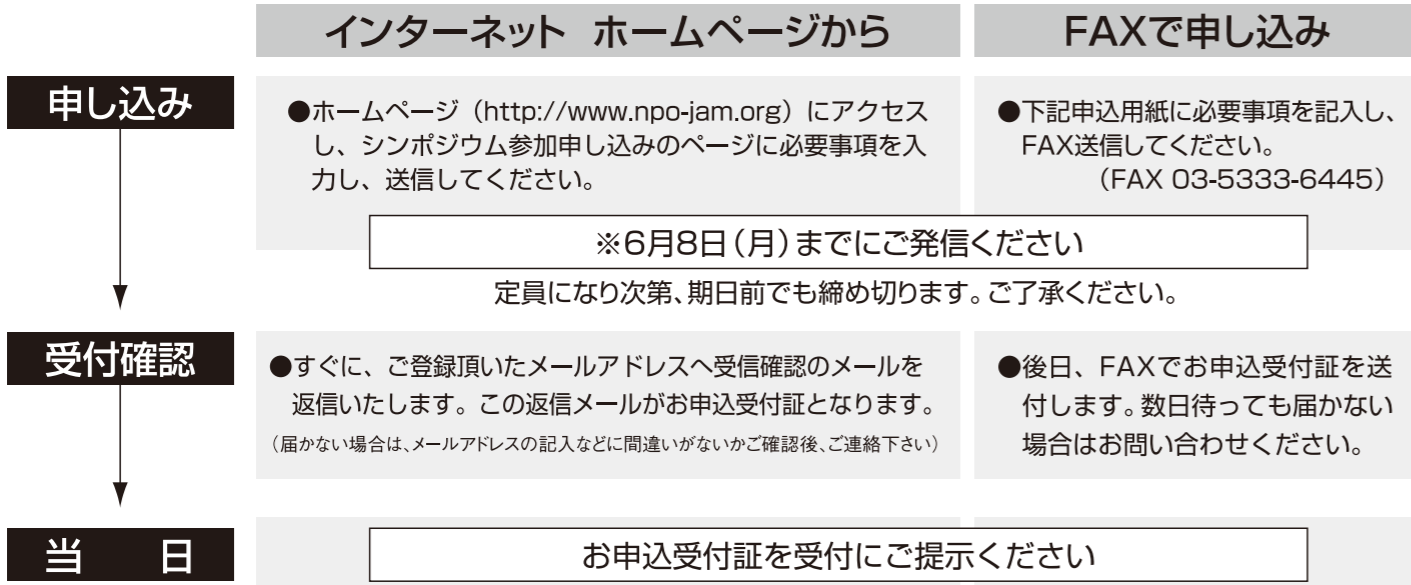 インターネット ホームページから
FAXで申し込み
申し込み
●ホームページ（http://www.npo-jam.org）にアクセス
し、シンポジウム参加申し込みのページに必要事項を入
力し、送信してください。
●下記申込用紙に必要事項を記入し、
FAX送信してください。
（FAX 03-5333-6445）
※6月8日（月）までにご発信ください
定員になり次第、期日前でも締め切ります。ご了承ください。
受付確認
●すぐに、ご登録頂いたメールアドレスへ受信確認のメールを
返信いたします。この返信メールがお申込受付証となります。
（届かない場合は、メールアドレスの記入などに間違いがないかご確認後、ご連絡下さい）
●後日、FAXでお申込受付証を送
付します。数日待っても届かない
場合はお問い合わせください。
当　　日
お申込受付証を受付にご提示ください